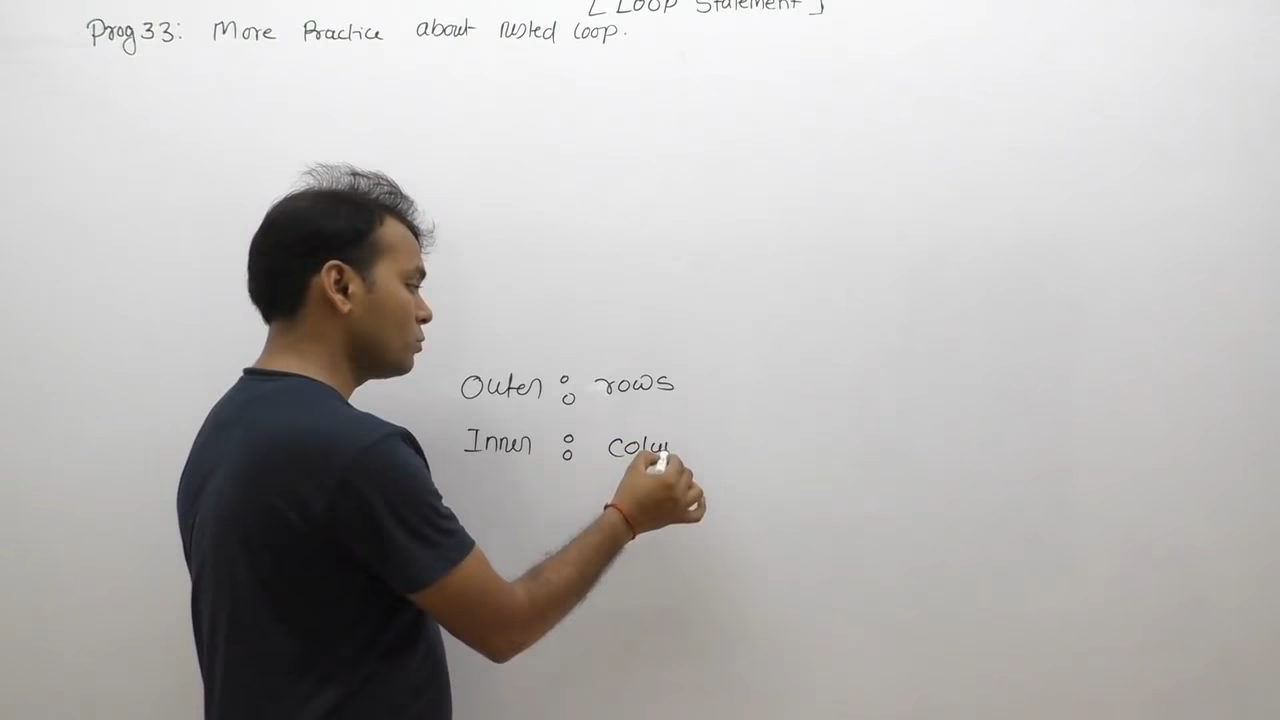 [ Loop Statement ]
Prog 33: More Practice about nested loop.
Outer : rows
Inner : colu